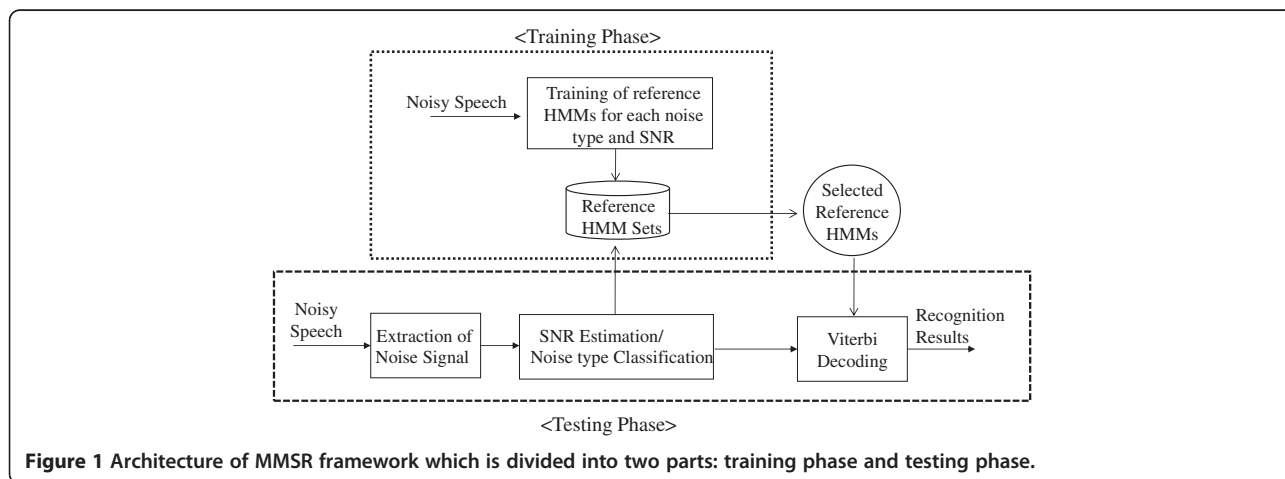 <Training Phase>
Noisy Speech
Training of reference
HMMs for each noise
type and SNR
Reference
HMM Sets
Selected
Reference
HMMs
Noisy
Speech
Extraction of
Noise Signal
SNR Estimation/
Noise type Classification
Viterbi
Decoding
Recognition
Results
<Testing Phase>
Figure 1 Architecture of MMSR framework which is divided into two parts: training phase and testing phase.